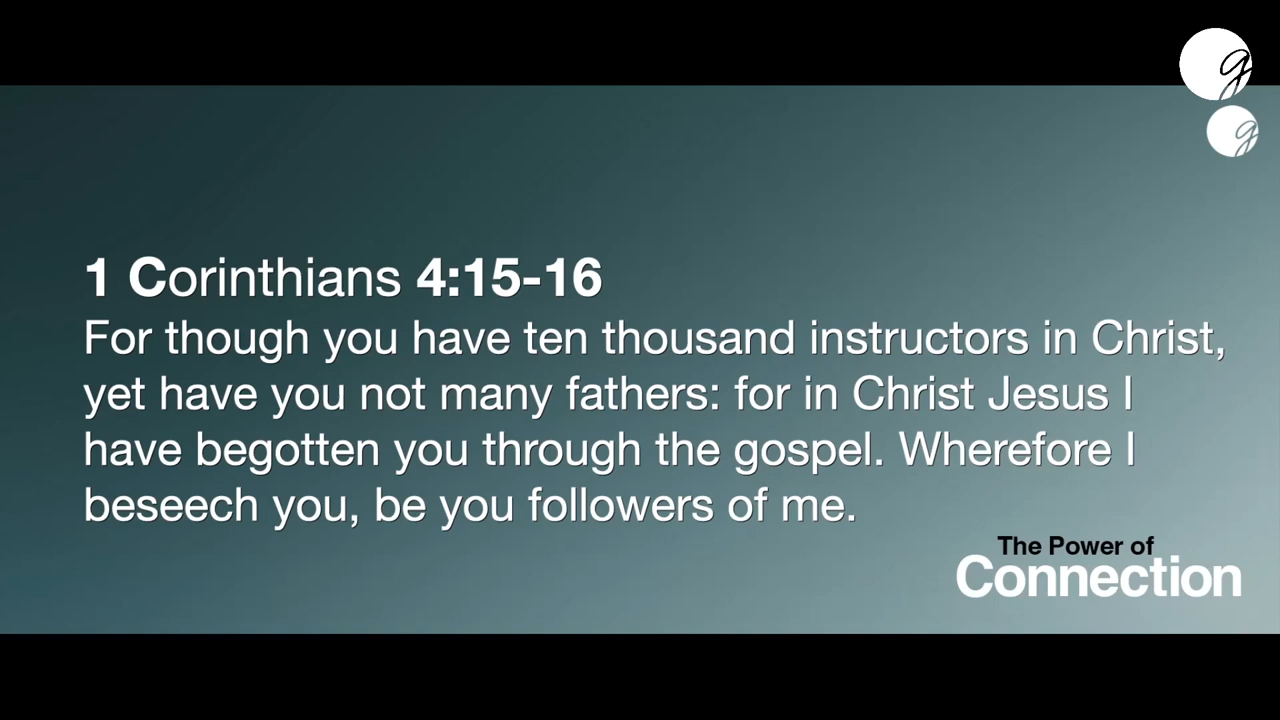 g
g
1 Corinthians 4:15-16
For though you have ten thousand instructors in Christ,
yet have you not many fathers: for in Christ Jesus I
have begotten you through the gospel. Wherefore I
beseech you, be you followers of me.
The Power of
Connection